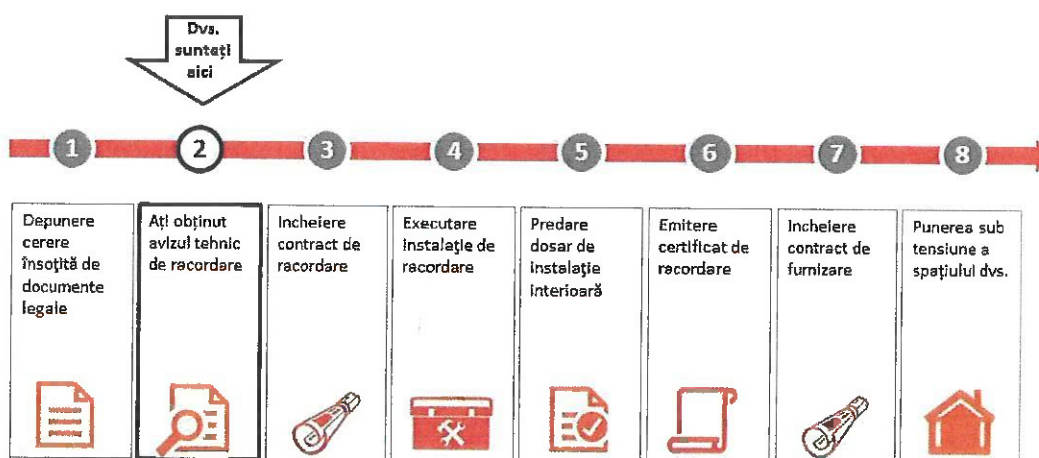 Dvs.
sunteți
aici
1
2
3
4
5
6
7
8
Depunere
cerere
însoțită de
documente
legale
Ați obținut
avizul tehnic
de racordare
Incheiere
contract de
racordare
Executare
instalație de
racordare
Predare
dosar de
instalație
interioară
Emitere
certificat de
racordare
Incheiere
contract de
furnizare
Punerea sub
tensiune a
spațiului dvs.